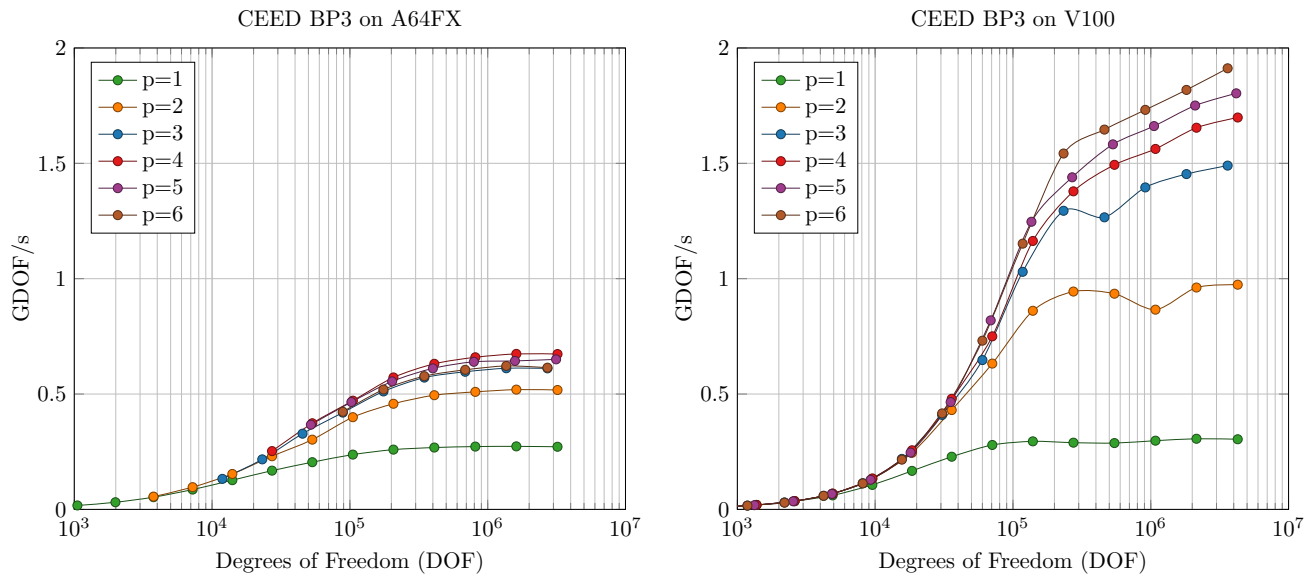 CEED BP3 on A64FX
2
1.5
1
0.5
0
GDOF/s
p=1
p=2
p=3
p=4
p=5
p=6
10^3 10^4 10^5 10^6 10^7
Degrees of Freedom (DOF)
CEED BP3 on V100
2
1.5
1
0.5
0
GDOF/s
p=1
p=2
p=3
p=4
p=5
p=6
10^3 10^4 10^5 10^6 10^7
Degrees of Freedom (DOF)